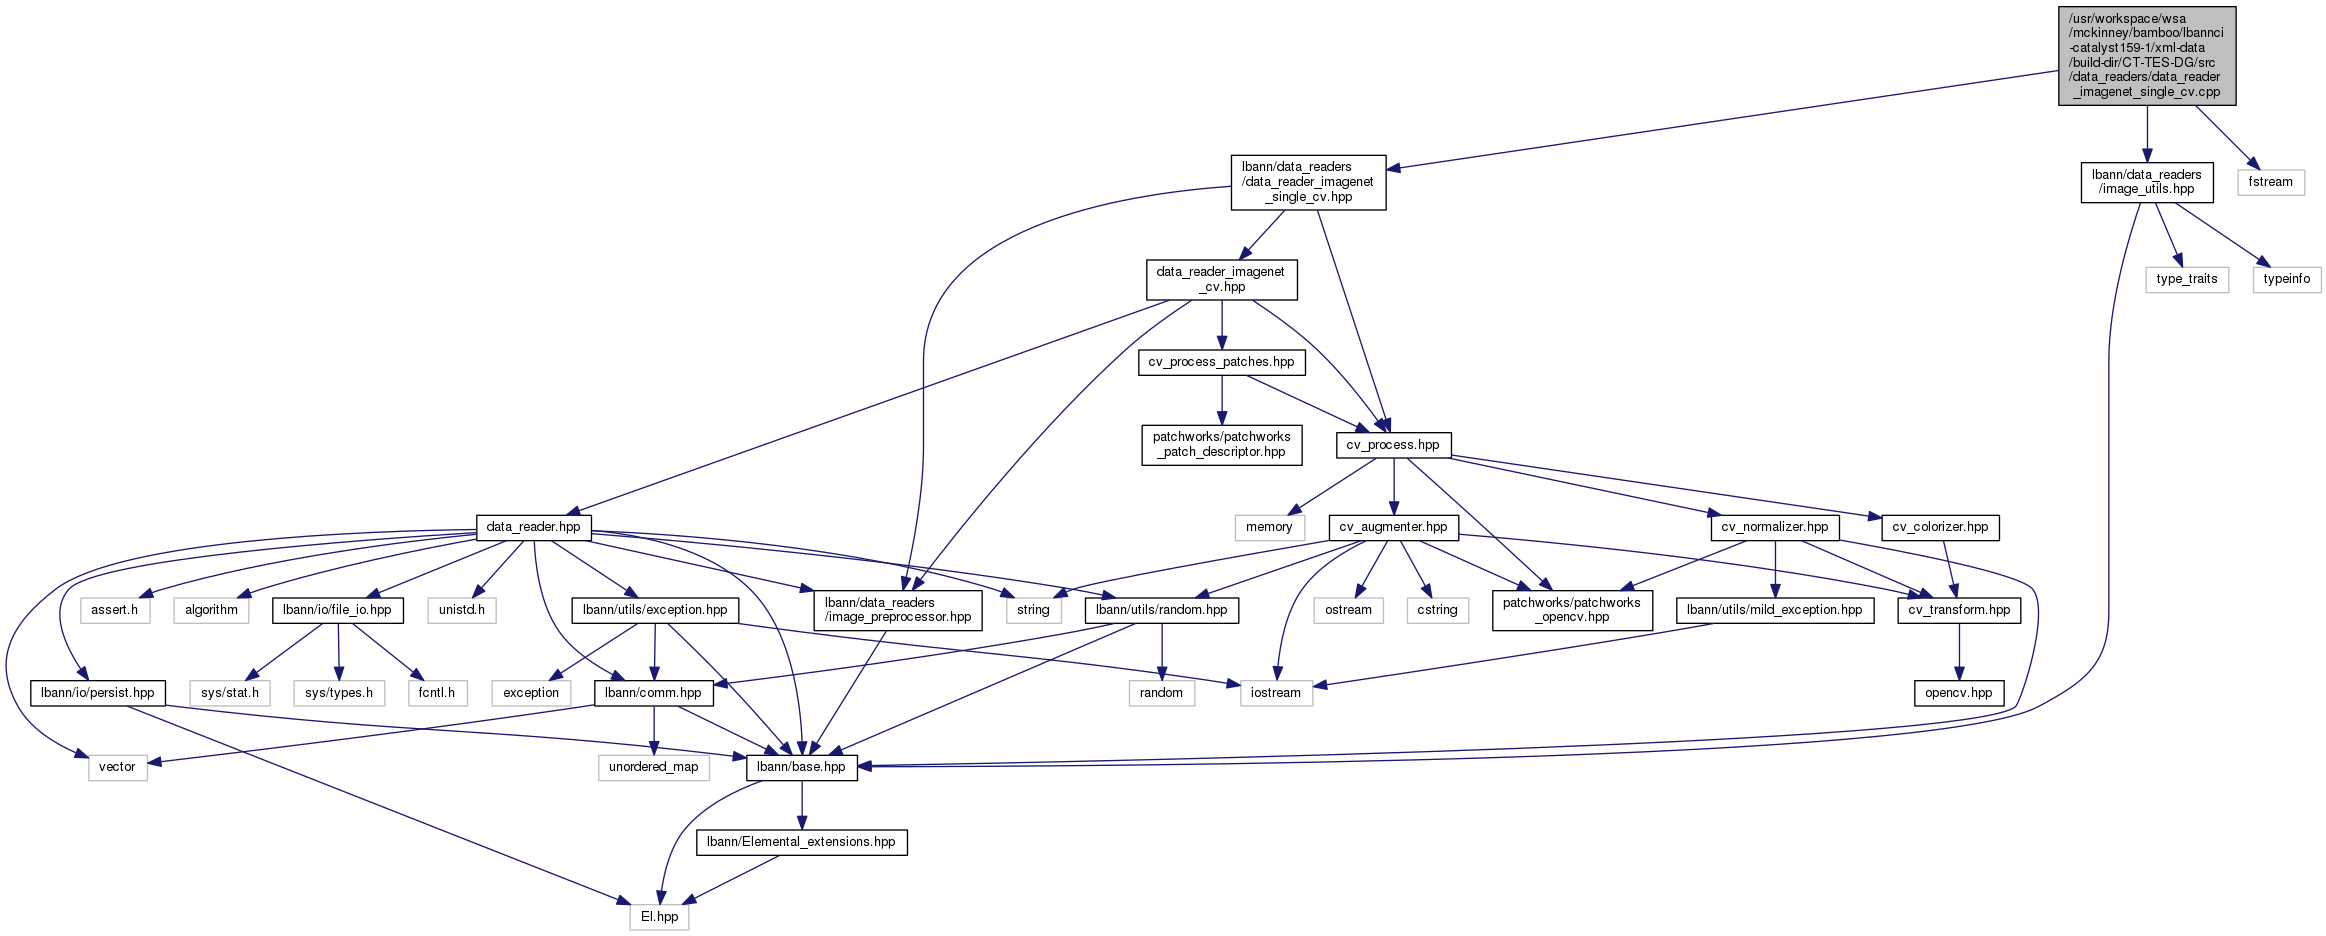 /usr/workspace/wsa
/mckinney/bamboo/lbannci
-catalyst159-1/xml-data
/build-dir/CT-TES-DG/src
/data_readers/data_reader
_imagenet_single_cv.cpp
lbann/data_readers
/data_reader_imagenet
_single_cv.hpp
lbann/data_readers
/image_utils.hpp
fstream
data_reader_imagenet
_cv.hpp
type_traits
typeinfo
cv_process_patches.hpp
patchworks/patchworks
_patch_descriptor.hpp
cv_process.hpp
data_reader.hpp
memory
cv_augmenter.hpp
cv_normalizer.hpp
cv_colorizer.hpp
assert.h
algorithm
lbann/io/file_io.hpp
unistd.h
lbann/utils/exception.hpp
lbann/data_readers
/image_preprocessor.hpp
string
lbann/utils/random.hpp
ostream
cstring
patchworks/patchworks
_opencv.hpp
lbann/utils/mild_exception.hpp
cv_transform.hpp
lbann/io/persist.hpp
sys/stat.h
sys/types.h
fcntl.h
exception
lbann/comm.hpp
random
iostream
opencv.hpp
vector
unordered_map
lbann/base.hpp
lbann/Elemental_extensions.hpp
El.hpp